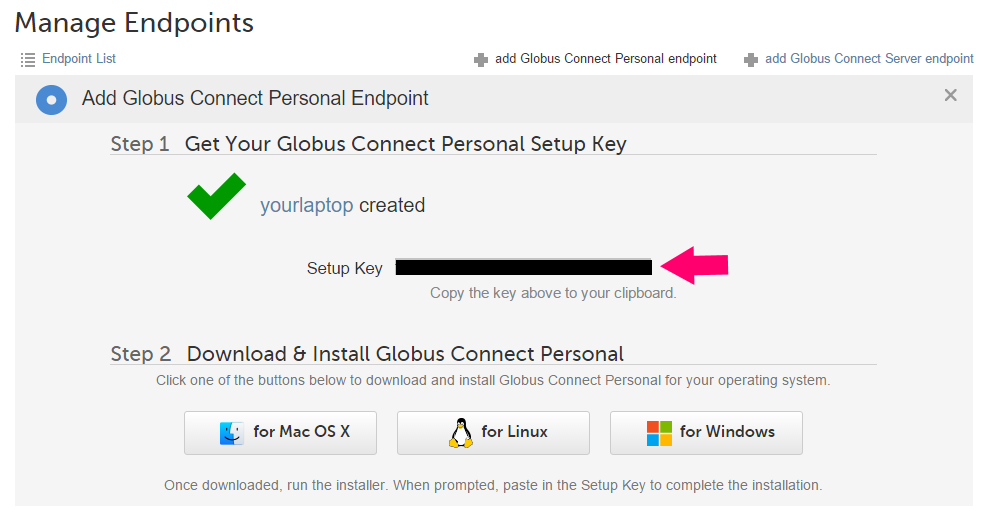 Manage Endpoints
Endpoint List
add Globus Connect Personal endpoint
add Globus Connect Server endpoint
Add Globus Connect Personal Endpoint
Step 1 Get Your Globus Connect Personal Setup Key
yourlaptop created
Setup Key
Copy the key above to your clipboard.
Step 2 Download & Install Globus Connect Personal
Click one of the buttons below to download and install Globus Connect Personal for your operating system.
for Mac OS X
for Linux
for Windows
Once downloaded, run the installer. When prompted, paste in the Setup Key to complete the installation.